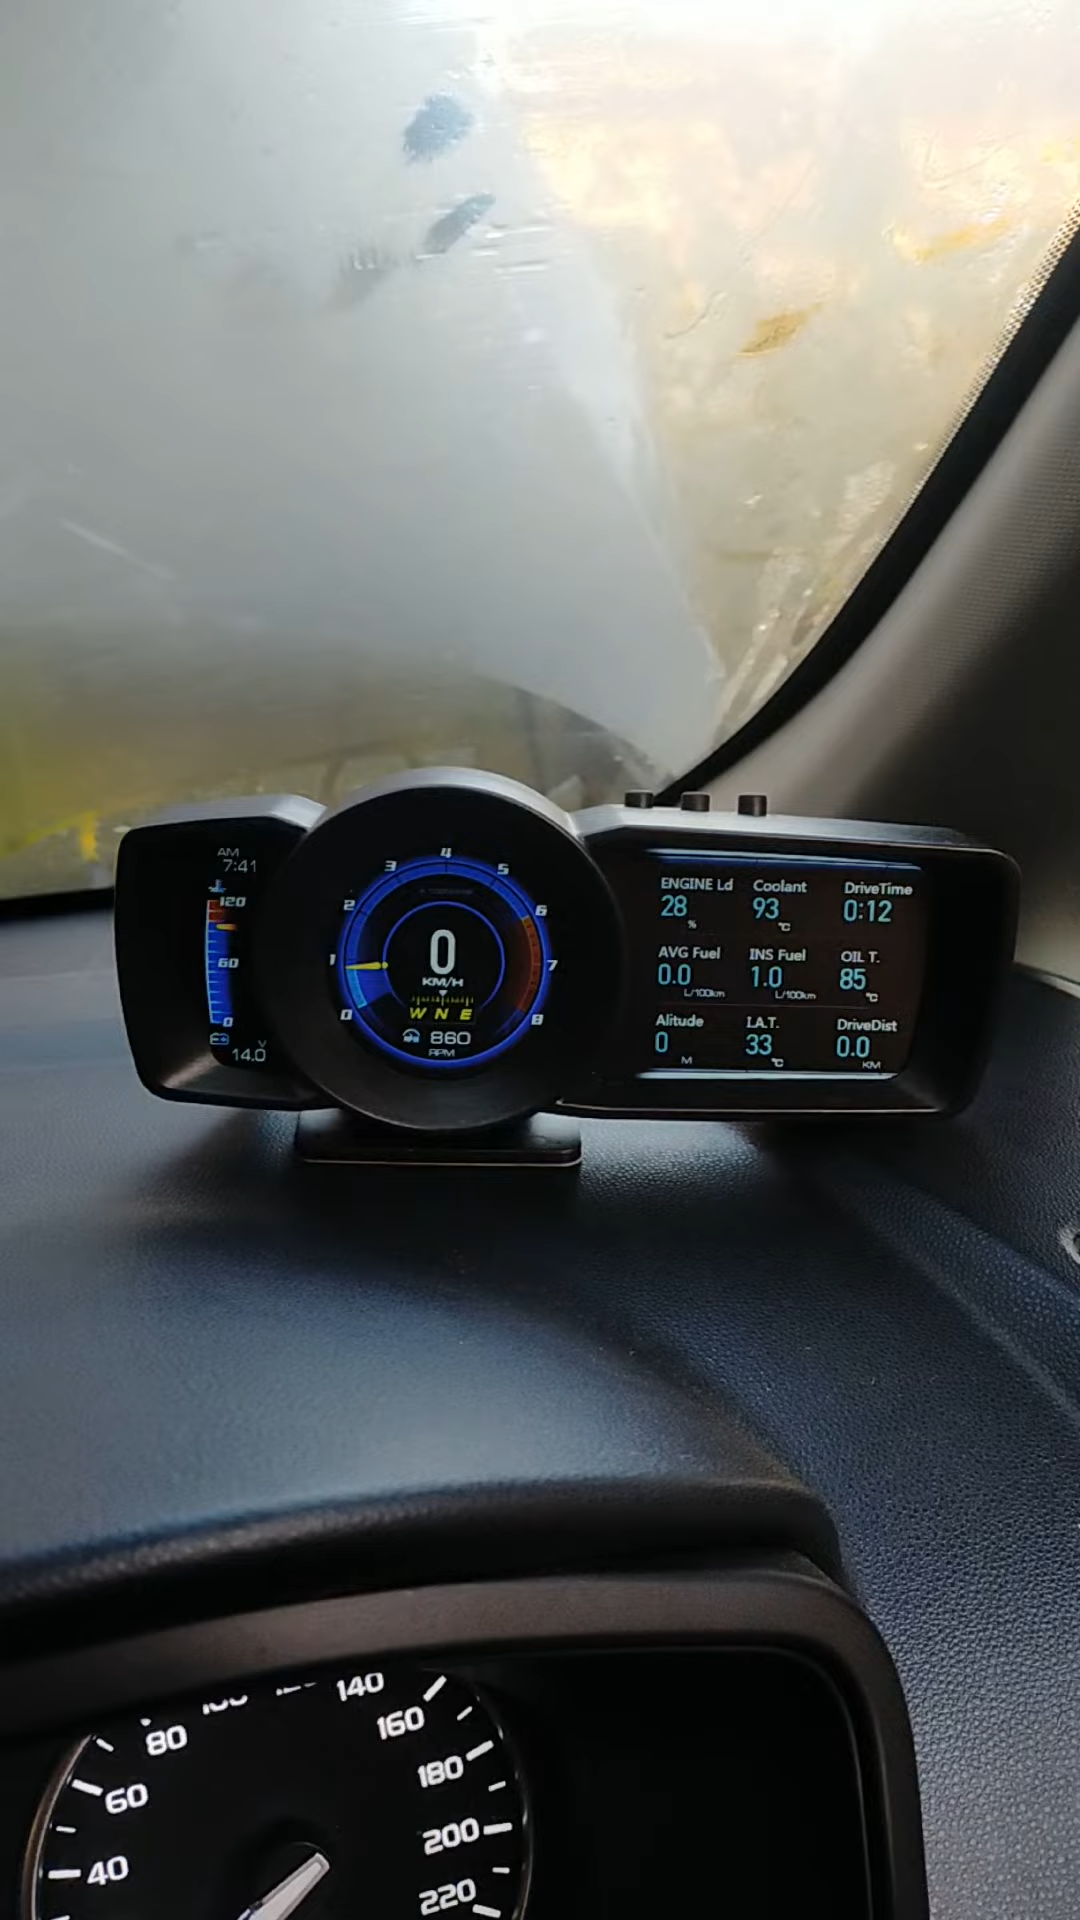 AM
7:41
120
60
0
V
14.0
0
1
2
3
4
5
6
7
8
0
KM/H
W N E
860
RPM
ENGINE Ld
28
%
Coolant
93
°C
DriveTime
0:12
AVG Fuel
0.0
L/100km
INS Fuel
1.0
L/100km
OIL T.
85
°C
Alitude
0
M
I.A.T.
33
°C
DriveDist
0.0
KM
40
60
80
140
160
180
200
220